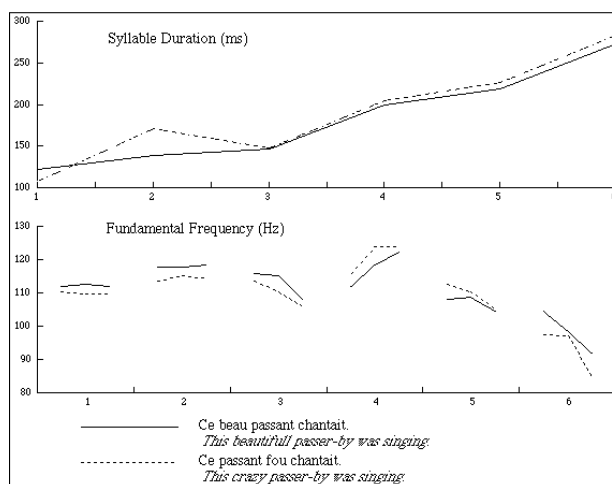 Syllable Duration (ms)
300
250
200
150
100
1 2 3 4 5
Fundamental Frequency (Hz)
130
120
110
100
90
80
1 2 3 4 5 6
Ce beau passant chantait.
This beautifull passer-by was singing.
Ce passant fou chantait.
This crazy passer-by was singing.